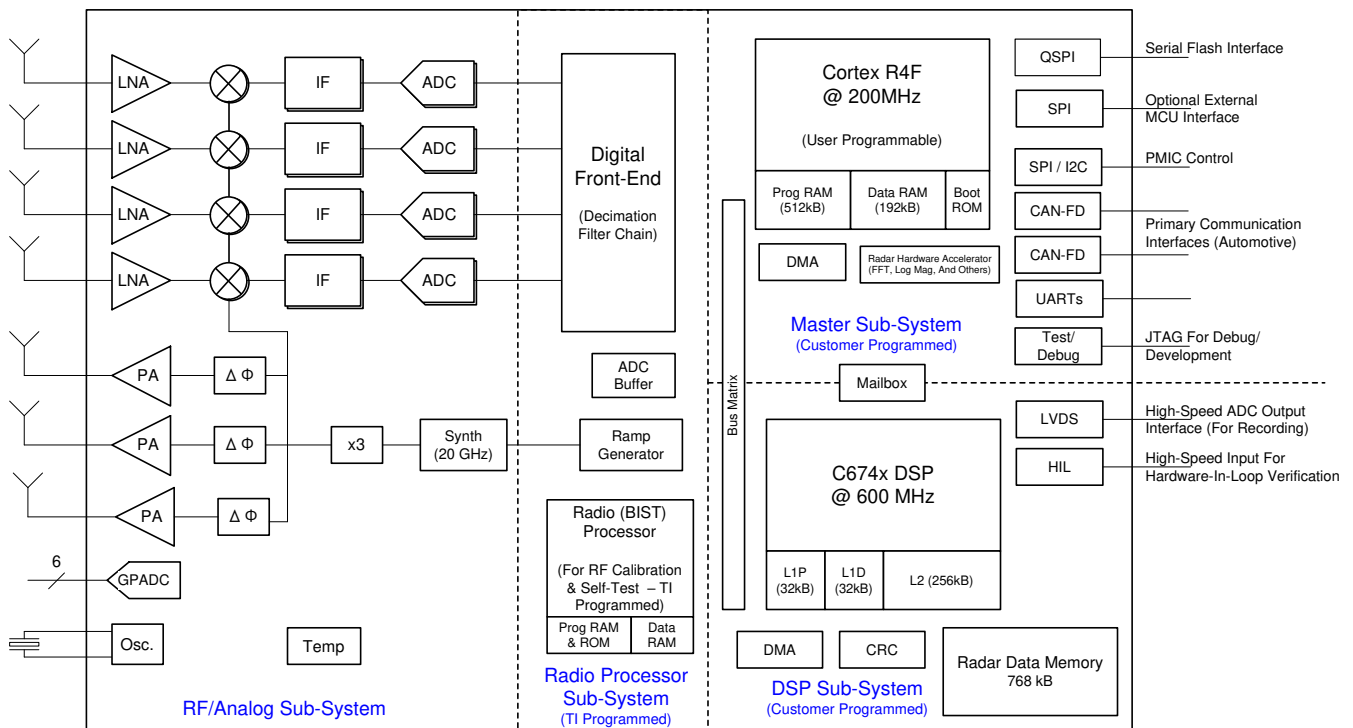 LNA
IF
ADC
LNA
IF
ADC
LNA
IF
ADC
LNA
IF
ADC
PA
Δ Φ
PA
Δ Φ
x3
Synth
(20 GHz)
PA
Δ Φ
6
GPADC
Osc.
Temp
RF/Analog Sub-System
Digital
Front-End
(Decimation
Filter Chain)
ADC
Buffer
Ramp
Generator
Radio (BIST)
Processor
(For RF Calibration
& Self-Test – TI
Programmed)
Prog RAM
& ROM
Data
RAM
Radio Processor
Sub-System
(TI Programmed)
Bus Matrix
Cortex R4F
@ 200MHz
(User Programmable)
Prog RAM
(512kB)
Data RAM
(192kB)
Boot
ROM
DMA
Radar Hardware Accelerator
(FFT, Log Mag, And Others)
Master Sub-System
(Customer Programmed)
Mailbox
C674x DSP
@ 600 MHz
L1P
(32kB)
L1D
(32kB)
L2 (256kB)
DMA
CRC
DSP Sub-System
(Customer Programmed)
Radar Data Memory
768 kB
QSPI
Serial Flash Interface
SPI
Optional External
MCU Interface
SPI / I2C
PMIC Control
CAN-FD
CAN-FD
Primary Communication
Interfaces (Automotive)
UARTs
Test/
Debug
JTAG For Debug/
Development
LVDS
High-Speed ADC Output
Interface (For Recording)
HIL
High-Speed Input For
Hardware-In-Loop Verification